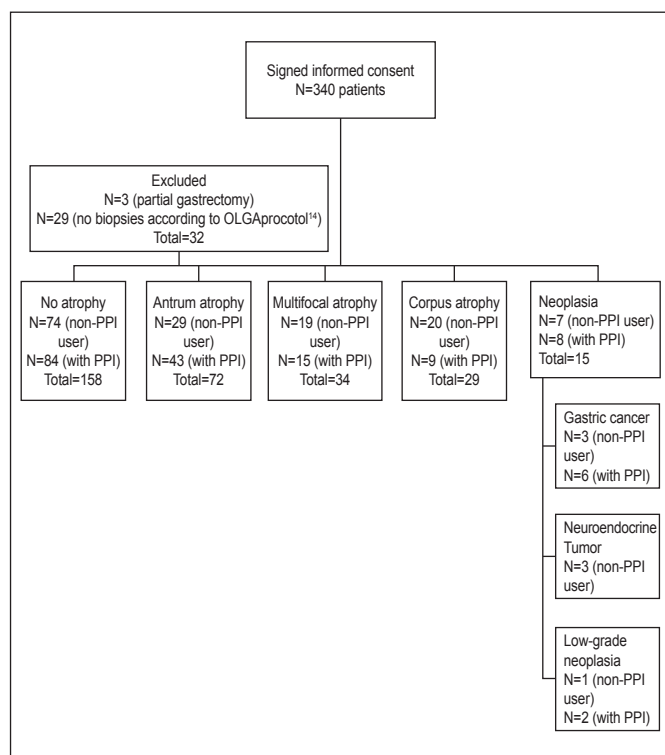 Signed informed consent
N=340 patients
Excluded
N=3 (partial gastrectomy)
N=29 (no biopsies according to OLGAprocotol¹⁴)
Total=32
No atrophy
N=74 (non-PPI
user)
N=84 (with PPI)
Total=158
Antrum atrophy
N=29 (non-PPI
user)
N=43 (with PPI)
Total=72
Multifocal atrophy
N=19 (non-PPI
user)
N=15 (with PPI)
Total=34
Corpus atrophy
N=20 (non-PPI
user)
N=9 (with PPI)
Total=29
Neoplasia
N=7 (non-PPI user)
N=8 (with PPI)
Total=15
Gastric cancer
N=3 (non-PPI
user)
N=6 (with PPI)
Neuroendocrine
Tumor
N=3 (non-PPI
user)
Low-grade
neoplasia
N=1 (non-PPI
user)
N=2 (with PPI)